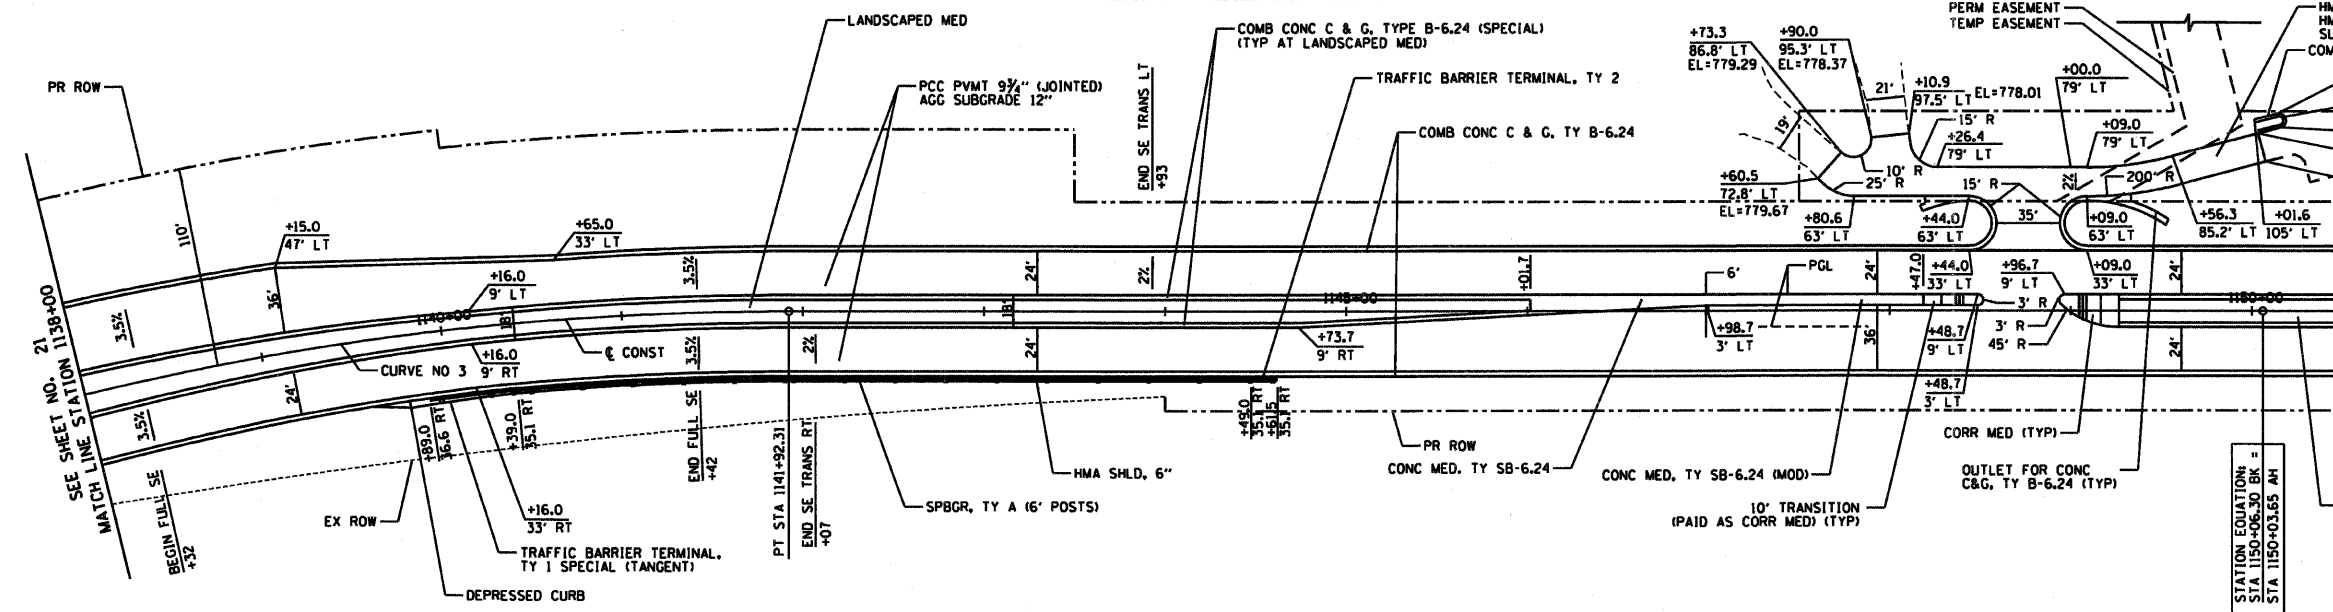 PR ROW
110'
SEE SHEET NO. 21
MATCH LINE STATION 1138+00
+15.0
47' LT
36'
3.5%
3.5%
24'
BEGIN FULL SE
+32
1140+00
+16.0
9' LT
18'
CURVE NO 3
+16.0
9' RT
℄ CONST
+65.0
33' LT
LANDSCAPED MED
PCC PVMT 9¾" (JOINTED)
AGG SUBGRADE 12"
3.5%
3.5%
2%
END FULL SE
+42
PT STA 1141+92.31
END SE TRANS RT
+07
+89.0
36.6 RT
+39.0
35.1 RT
EX ROW
+16.0
33' RT
TRAFFIC BARRIER TERMINAL,
TY 1 SPECIAL (TANGENT)
DEPRESSED CURB
SPBGR, TY A (6' POSTS)
HMA SHLD, 6"
COMB CONC C & G, TYPE B-6.24 (SPECIAL)
(TYP AT LANDSCAPED MED)
END SE TRANS LT
+93
TRAFFIC BARRIER TERMINAL, TY 2
COMB CONC C & G, TY B-6.24
24'
2%
18'
24'
+01.7
1145+00
+73.7
9' RT
+49.0
35.1 RT
+61.5
35.1 RT
PR ROW
CONC MED, TY SB-6.24
CONC MED, TY SB-6.24 (MOD)
10' TRANSITION
(PAID AS CORR MED) (TYP)
6'
PGL
+98.7
3' LT
24'
36'
+47.0
+44.0
33' LT
+48.7
9' LT
+48.7
3' LT
+96.7
9' LT
+09.0
33' LT
3' R
3' R
45' R
24'
24'
1150+00
CORR MED (TYP)
OUTLET FOR CONC
C&G, TY B-6.24 (TYP)
STATION EQUATION:
STA 1150+06.30 BK =
STA 1150+03.65 AH
+73.3
86.8' LT
EL=779.29
+90.0
95.3' LT
EL=778.37
21'
+10.9
97.5' LT
EL=778.01
19'
15' R
+26.4
79' LT
10' R
25' R
+60.5
72.8' LT
EL=779.67
+80.6
63' LT
+44.0
63' LT
15' R
35'
PERM EASEMENT
TEMP EASEMENT
+00.0
79' LT
+09.0
79' LT
2%
200' R
+09.0
63' LT
+56.3
85.2' LT
+01.6
105' LT